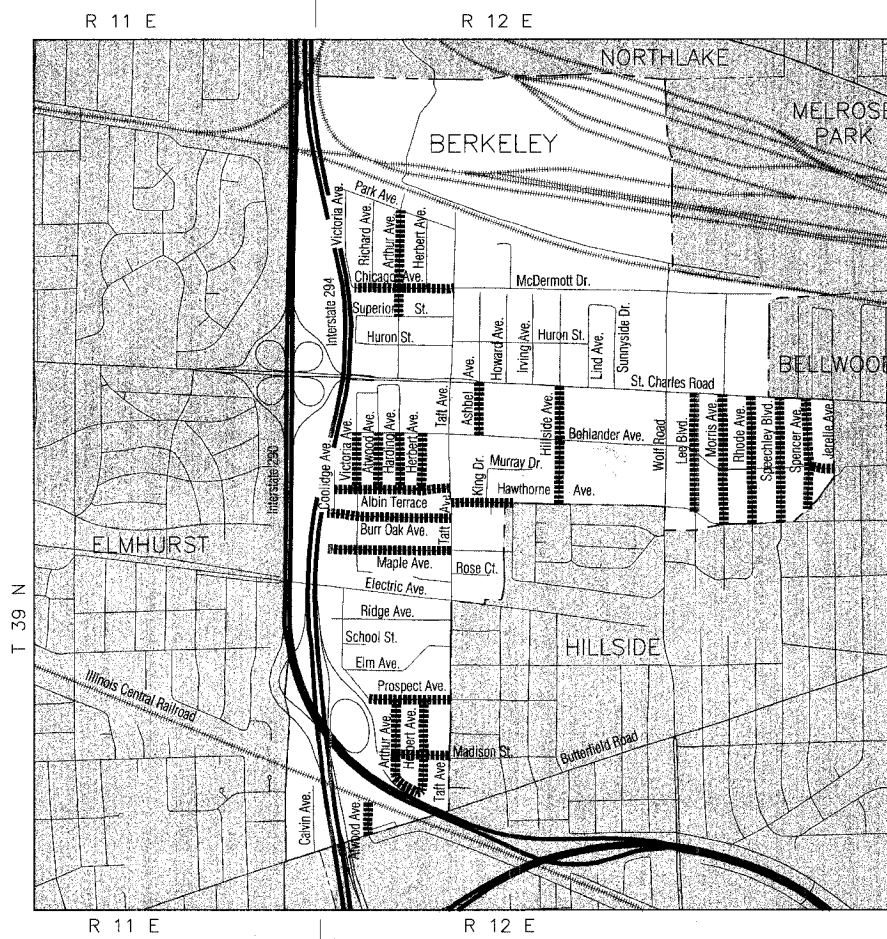 R 11 E
R 12 E
NORTHLAKE
MELROSE
PARK
BERKELEY
Park Ave.
Victoria Ave.
Richard Ave.
Arthur Ave.
Herbert Ave.
Chicago Ave.
McDermott Dr.
Interstate 294
Superior St.
Huron St.
Howard Ave.
Irving Ave.
Huron St.
Lind Ave.
Sunnyside Dr.
BELLWOOD
St. Charles Road
Taft Ave.
Ashbel Ave.
Hillside Ave.
Bohlander Ave.
Wolf Road
Lee Blvd.
Morris Ave.
Rhode Ave.
Speechley Blvd.
Spencer Ave.
Jerelle Ave.
Interstate 290
Coolidge Ave.
Victoria Ave.
Atwood Ave.
Harding Ave.
Herbert Ave.
King Dr.
Murray Dr.
Hawthorne Ave.
Albin Terrace
Taft Ave.
Burr Oak Ave.
ELMHURST
Maple Ave.
Rose Ct.
Electric Ave.
T 39 N
Ridge Ave.
School St.
HILLSIDE
Elm Ave.
Illinois Central Railroad
Prospect Ave.
Arthur Ave.
Herbert Ave.
Madison St.
Butterfield Road
Taft Ave.
Calvin Ave.
Atwood Ave.
R 11 E
R 12 E